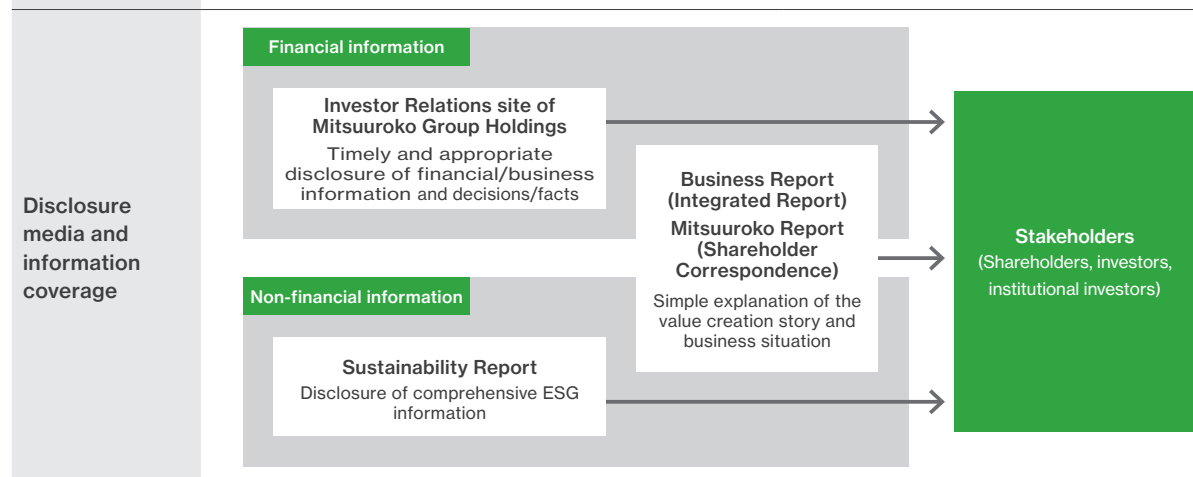 Disclosure
media and
information
coverage
Financial information
Investor Relations site of
Mitsuuroko Group Holdings
Timely and appropriate
disclosure of financial/business
information and decisions/facts
Business Report
(Integrated Report)
Mitsuuroko Report
(Shareholder
Correspondence)
Simple explanation of the
value creation story and
business situation
Non-financial information
Sustainability Report
Disclosure of comprehensive ESG
information
Stakeholders
(Shareholders, investors,
institutional investors)